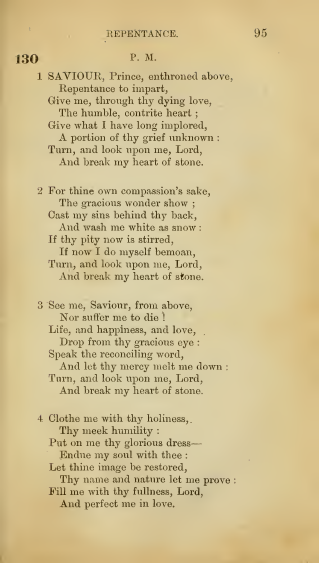 REPENTANCE. 95
130 P. M.
1 SAVIOUR, Prince, enthroned above,
Repentance to impart,
Give me, through thy dying love,
The humble, contrite heart ;
Give what I have long implored,
A portion of thy grief unknown :
Turn, and look upon me, Lord,
And break my heart of stone.
2 For thine own compassion's sake,
The gracious wonder show ;
Cast my sins behind thy back,
And wash me white as snow :
If thy pity now is stirred,
If now I do myself bemoan,
Turn, and look upon me, Lord,
And break my heart of stone.
3 See me, Saviour, from above,
Nor suffer me to die !
Life, and happiness, and love,
Drop from thy gracious eye :
Speak the reconciling word,
And let thy mercy melt me down :
Turn, and look upon me, Lord,
And break my heart of stone.
4 Clothe me with thy holiness,
Thy meek humility :
Put on me thy glorious dress—
Endue my soul with thee :
Let thine image be restored,
Thy name and nature let me prove :
Fill me with thy fullness, Lord,
And perfect me in love.